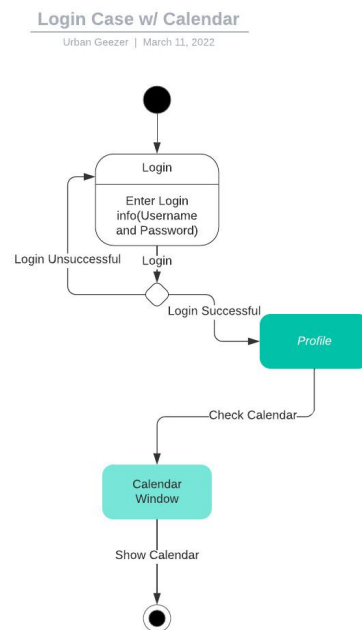 Login Case w/ Calendar
Urban Geezer | March 11, 2022
Login
Enter Login
info(Username
and Password)
Login Unsuccessful
Login
Login Successful
Profile
Check Calendar
Calendar
Window
Show Calendar